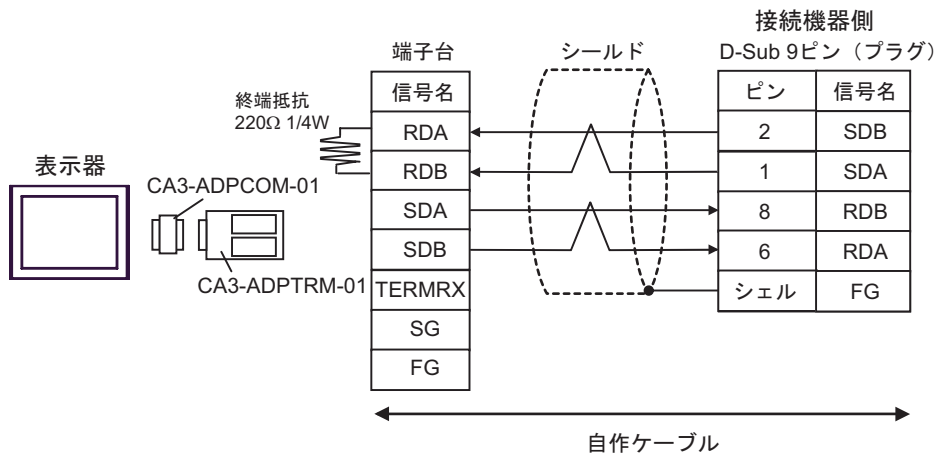 接続機器側
端子台
シールド
D-Sub 9ピン（プラグ）
信号名
ピン
信号名
終端抵抗
220Ω 1/4W
RDA
2
SDB
RDB
1
SDA
表示器
CA3-ADPCOM-01
SDA
8
RDB
SDB
6
RDA
CA3-ADPTRM-01
TERMRX
シェル
FG
SG
FG
自作ケーブル